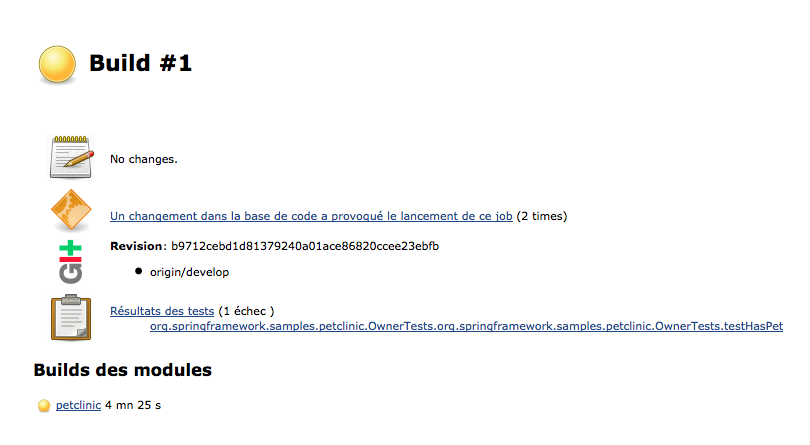 Build #1
No changes.
Un changement dans la base de code a provoqué le lancement de ce job (2 times)
GIt
Revision: b9712cebd1d81379240a01ace86820ccee23ebfb
origin/develop
Résultats des tests (1 échec )
org.springframework.samples.petclinic.OwnerTests.org.springframework.samples.petclinic.OwnerTests.testHasPet
Builds des modules
petclinic 4 mn 25 s